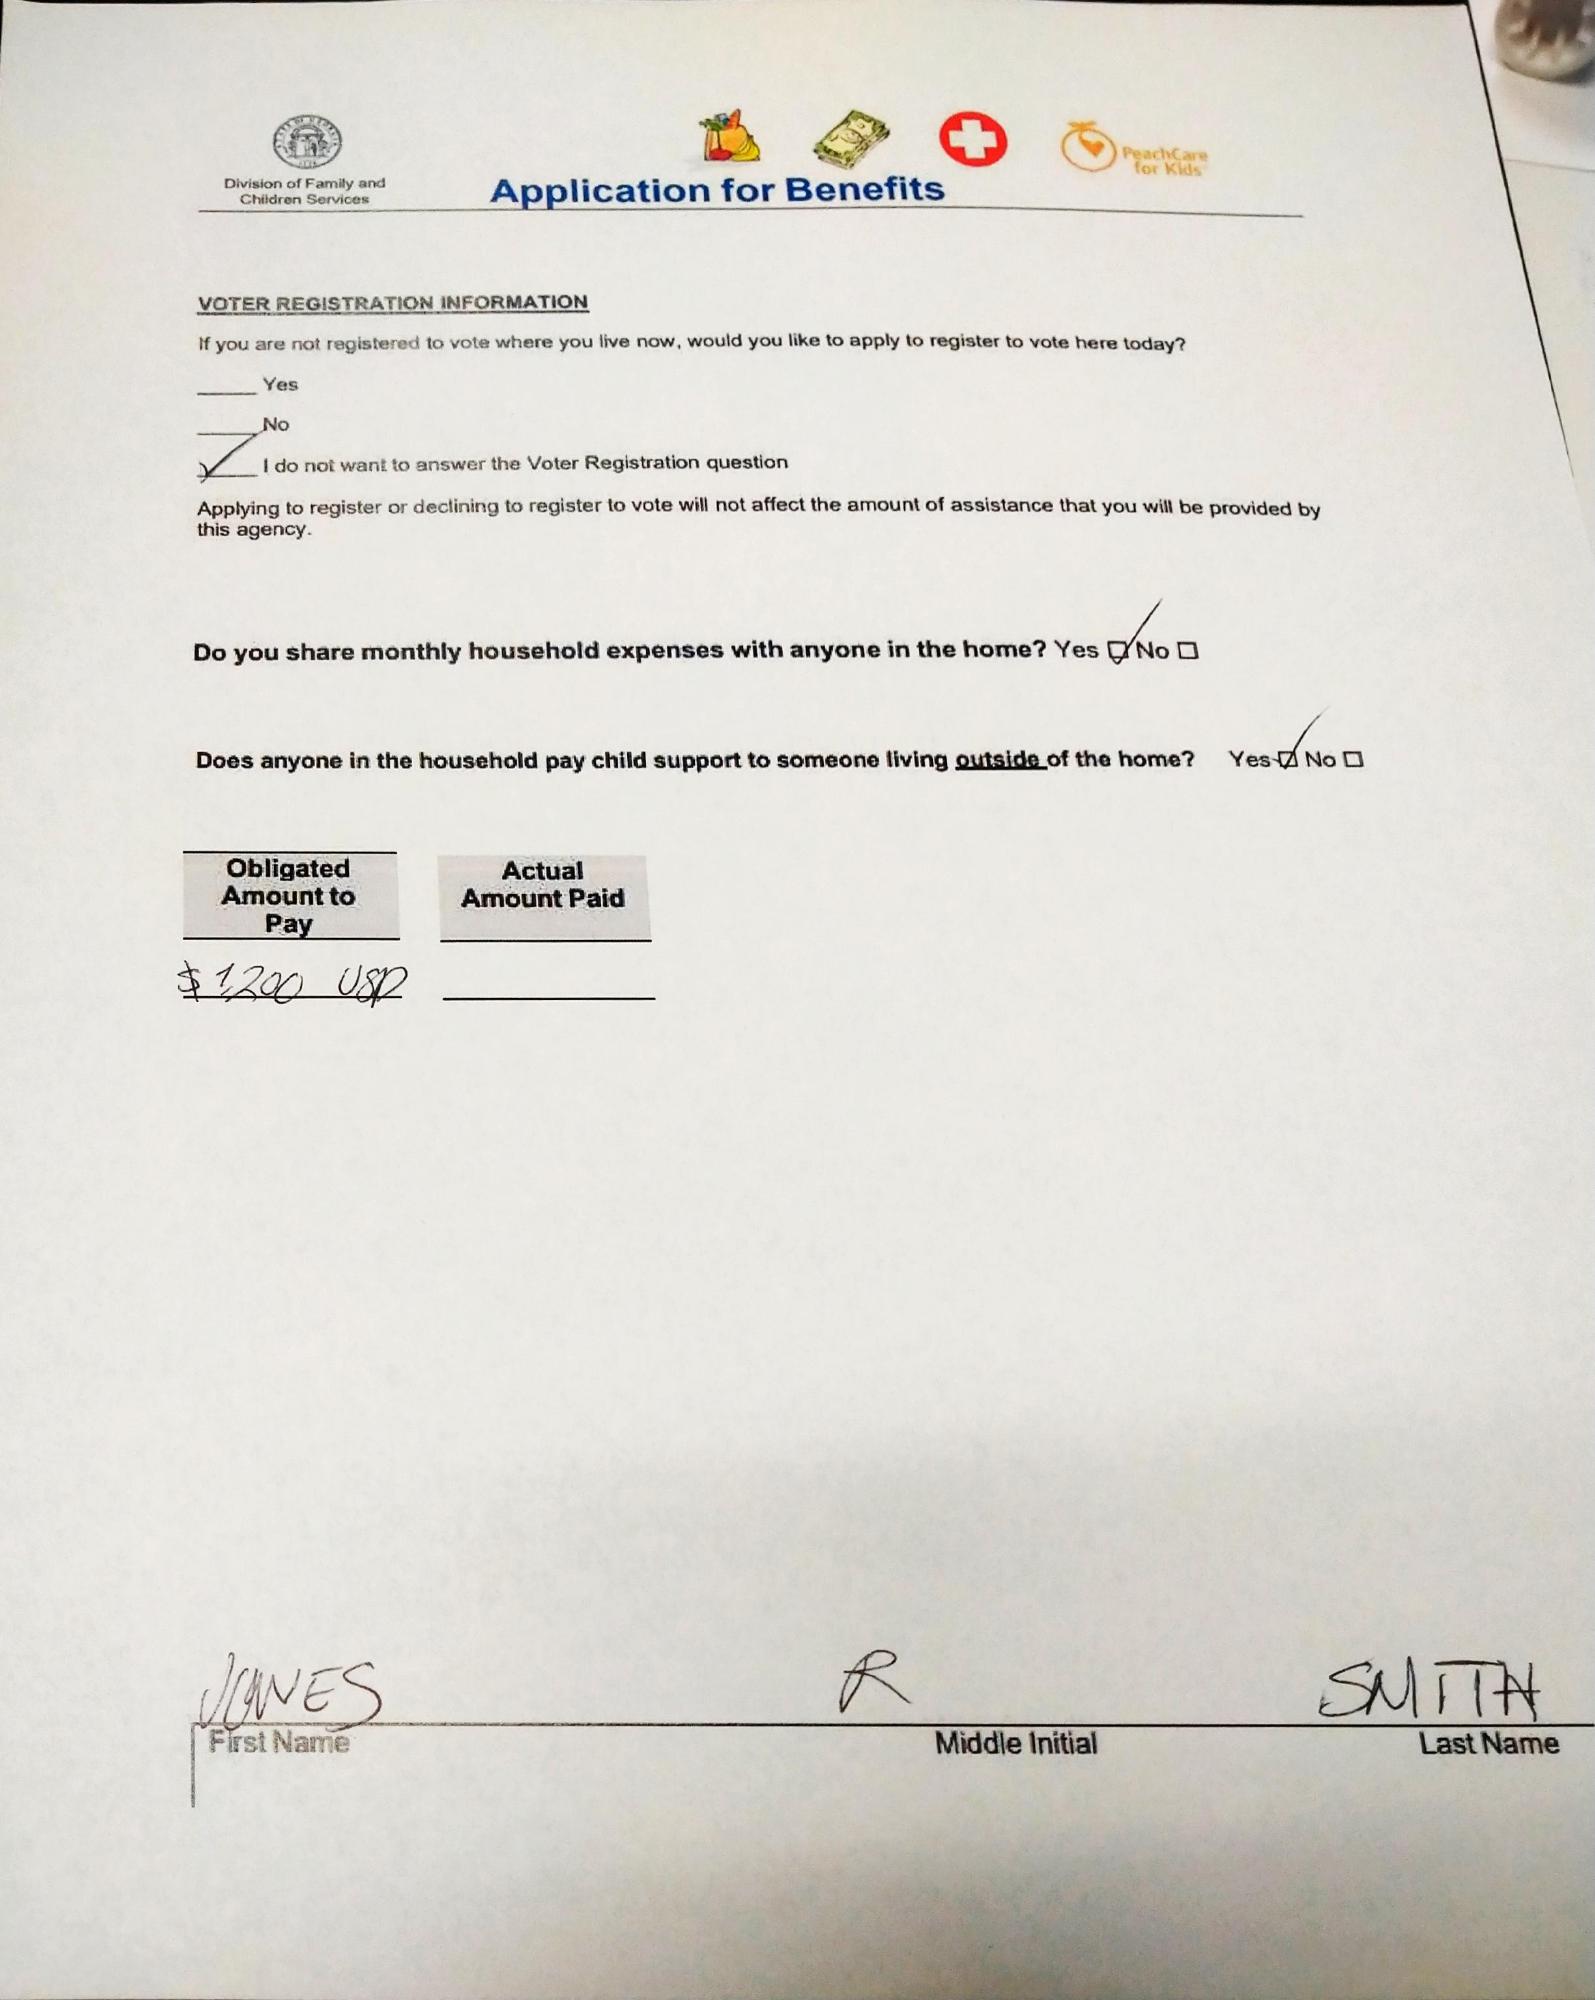 Division of Family and
Children Services
Application for Benefits
PeachCare
for Kids
VOTER REGISTRATION INFORMATION
If you are not registered to vote where you live now, would you like to apply to register to vote here today?
____ Yes
____ No
____ I do not want to answer the Voter Registration question
Applying to register or declining to register to vote will not affect the amount of assistance that you will be provided by
this agency.
Do you share monthly household expenses with anyone in the home? Yes ☑ No ☐
Does anyone in the household pay child support to someone living outside of the home? Yes ☑ No ☐
Obligated
Amount to
Pay
Actual
Amount Paid
$ 1,200 USD
JONES R SMITH
First Name Middle Initial Last Name